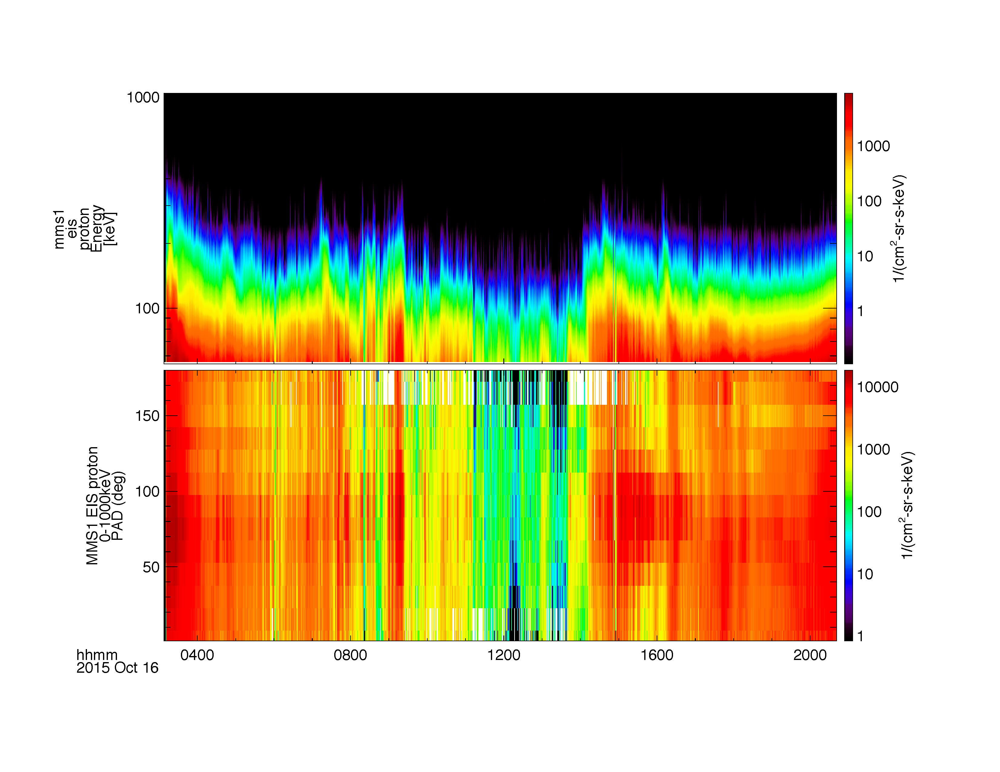 1000
100
mms1
eis
proton
Energy
[keV]
1000
100
10
1
1/(cm2-sr-s-keV)
150
100
50
MMS1 EIS proton
0-1000keV
PAD (deg)
10000
1000
100
10
1
1/(cm2-sr-s-keV)
hhmm
2015 Oct 16
0400
0800
1200
1600
2000